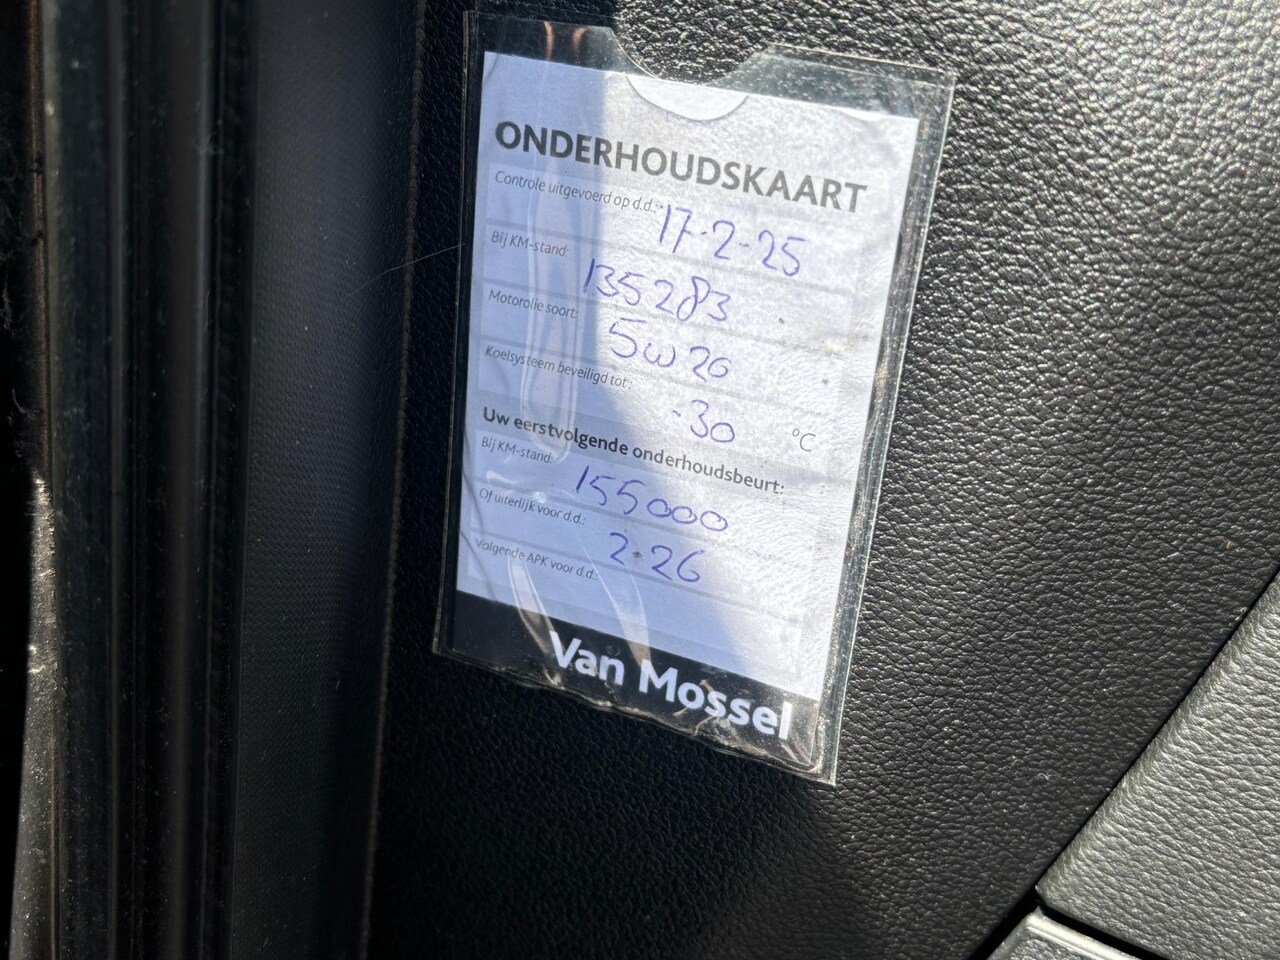 ONDERHOUDSKAART
Controle uitgevoerd op d.d.: 17-2-25
Bij KM-stand: 135283
Motorolie soort: 5W20
Koelsysteem beveiligd tot: -30 °C
Uw eerstvolgende onderhoudsbeurt:
Bij KM-stand: 155000
Of uiterlijk voor d.d.: 2-26
Volgende APK voor d.d.:
Van Mossel